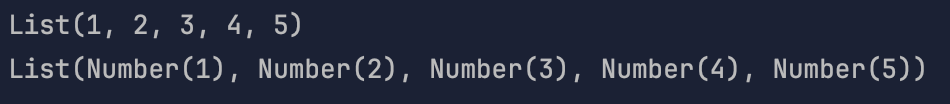 List(1, 2, 3, 4, 5)
List(Number(1), Number(2), Number(3), Number(4), Number(5))